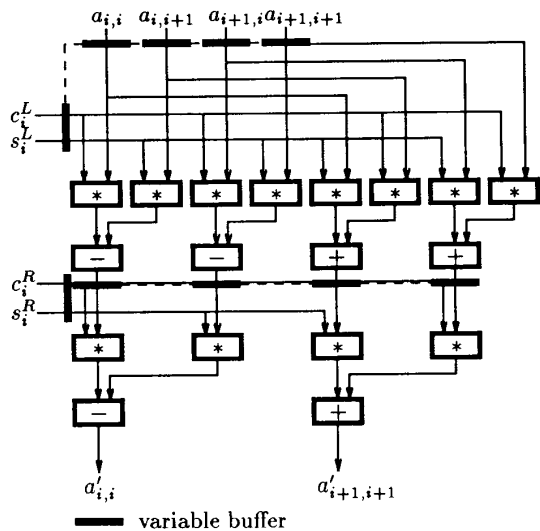 a_{i,i} a_{i,i+1} a_{i+1,i} a_{i+1,i+1}
c_i^L
s_i^L
* * * * * * * *
− − + +
c_i^R
s_i^R
* * * *
− +
a'_{i,i} a'_{i+1,i+1}
variable buffer